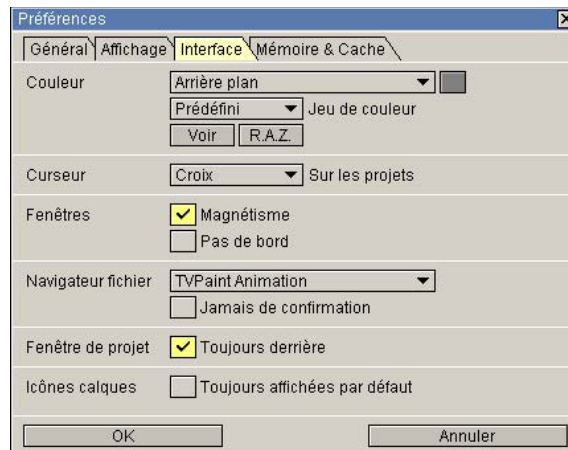 Préférences
Général Affichage Interface Mémoire & Cache
Couleur Arrière plan
Prédéfini Jeu de couleur
Voir R.A.Z.
Curseur Croix Sur les projets
Fenêtres Magnétisme
Pas de bord
Navigateur fichier TVPaint Animation
Jamais de confirmation
Fenêtre de projet Toujours derrière
Icônes calques Toujours affichées par défaut
OK Annuler